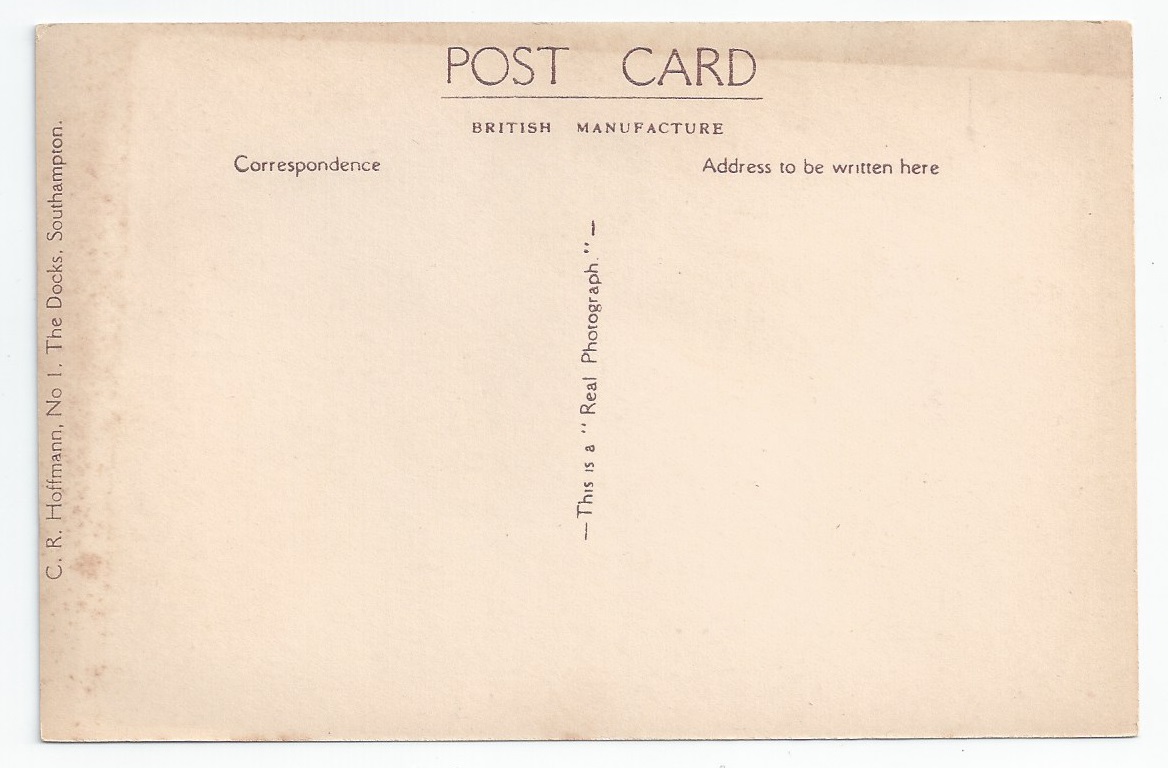 POST CARD
BRITISH MANUFACTURE
Correspondence
Address to be written here
—This is a "Real Photograph."—
C. R. Hoffmann, No 1, The Docks, Southampton.